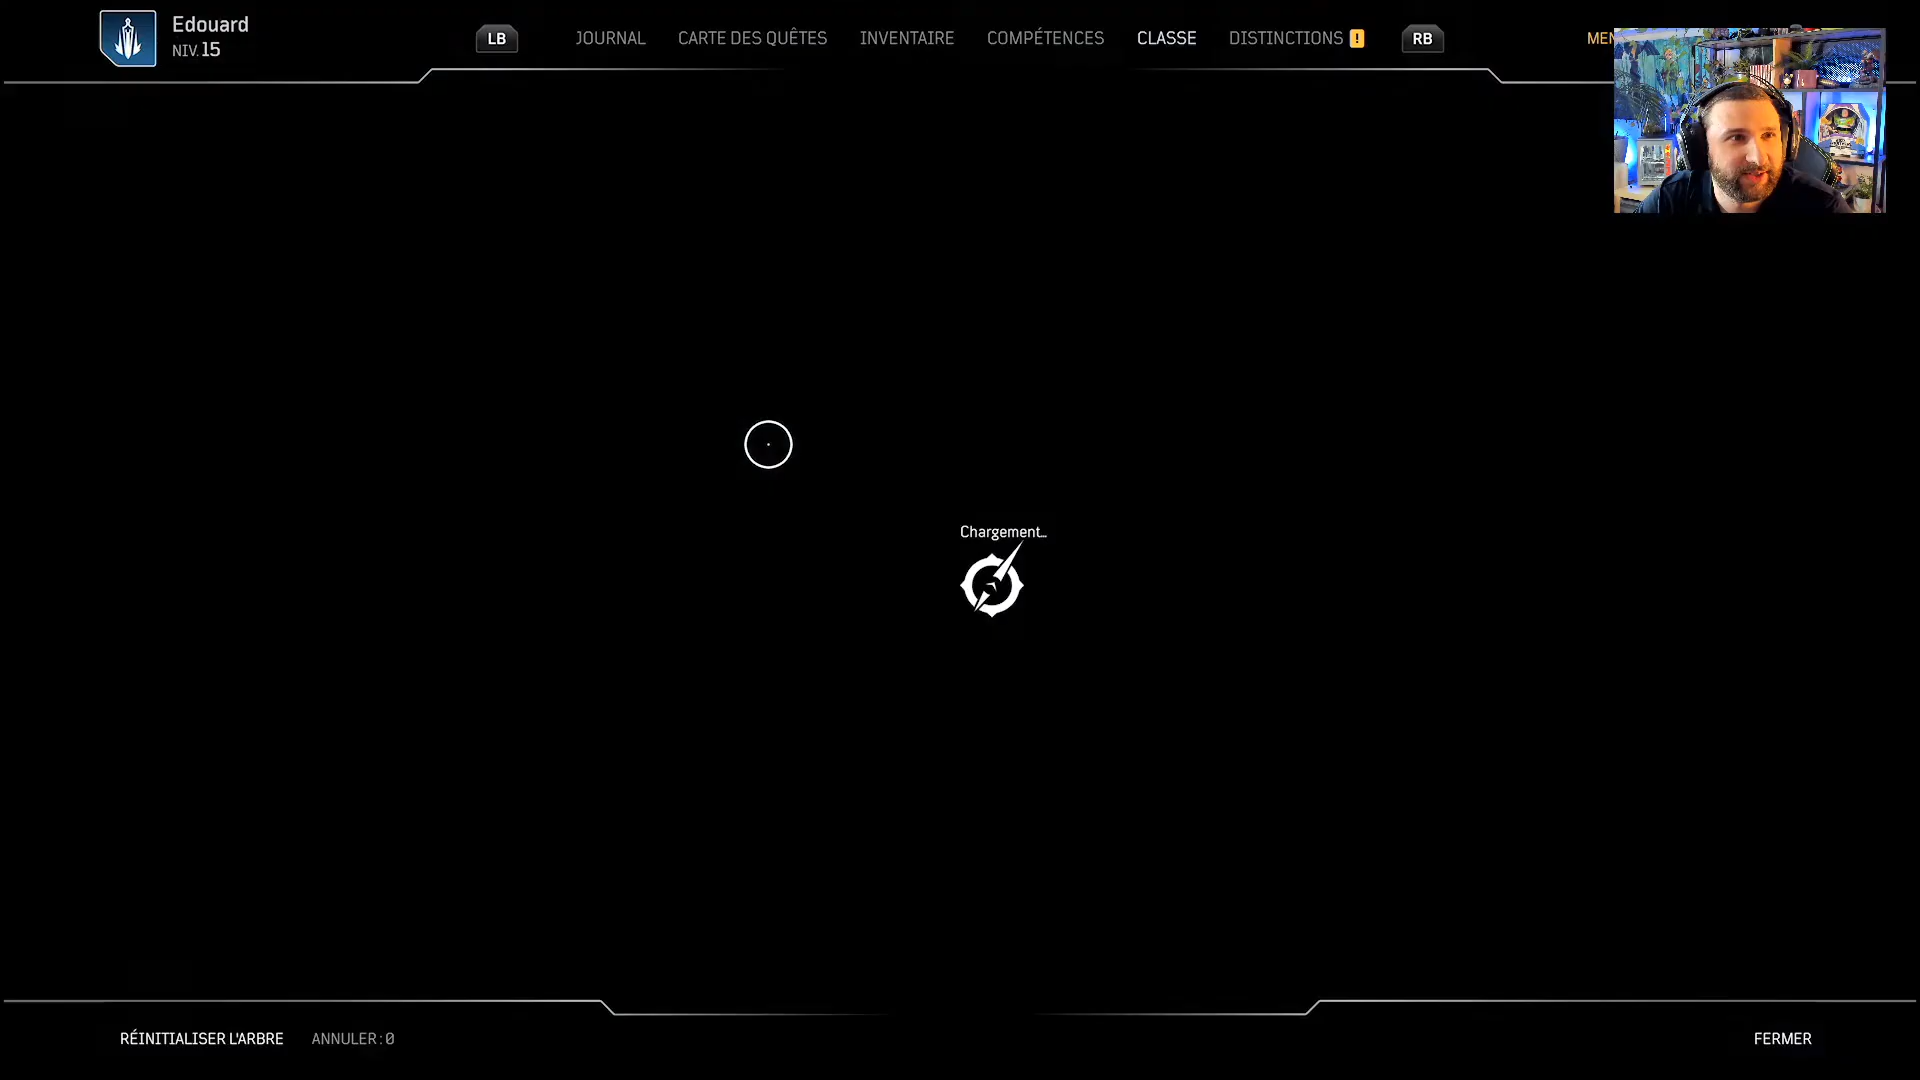 Edouard
NIV. 15
LB
JOURNAL
CARTE DES QUÊTES
INVENTAIRE
COMPÉTENCES
CLASSE
DISTINCTIONS !
RB
MEN
Chargement...
RÉINITIALISER L'ARBRE
ANNULER : 0
FERMER